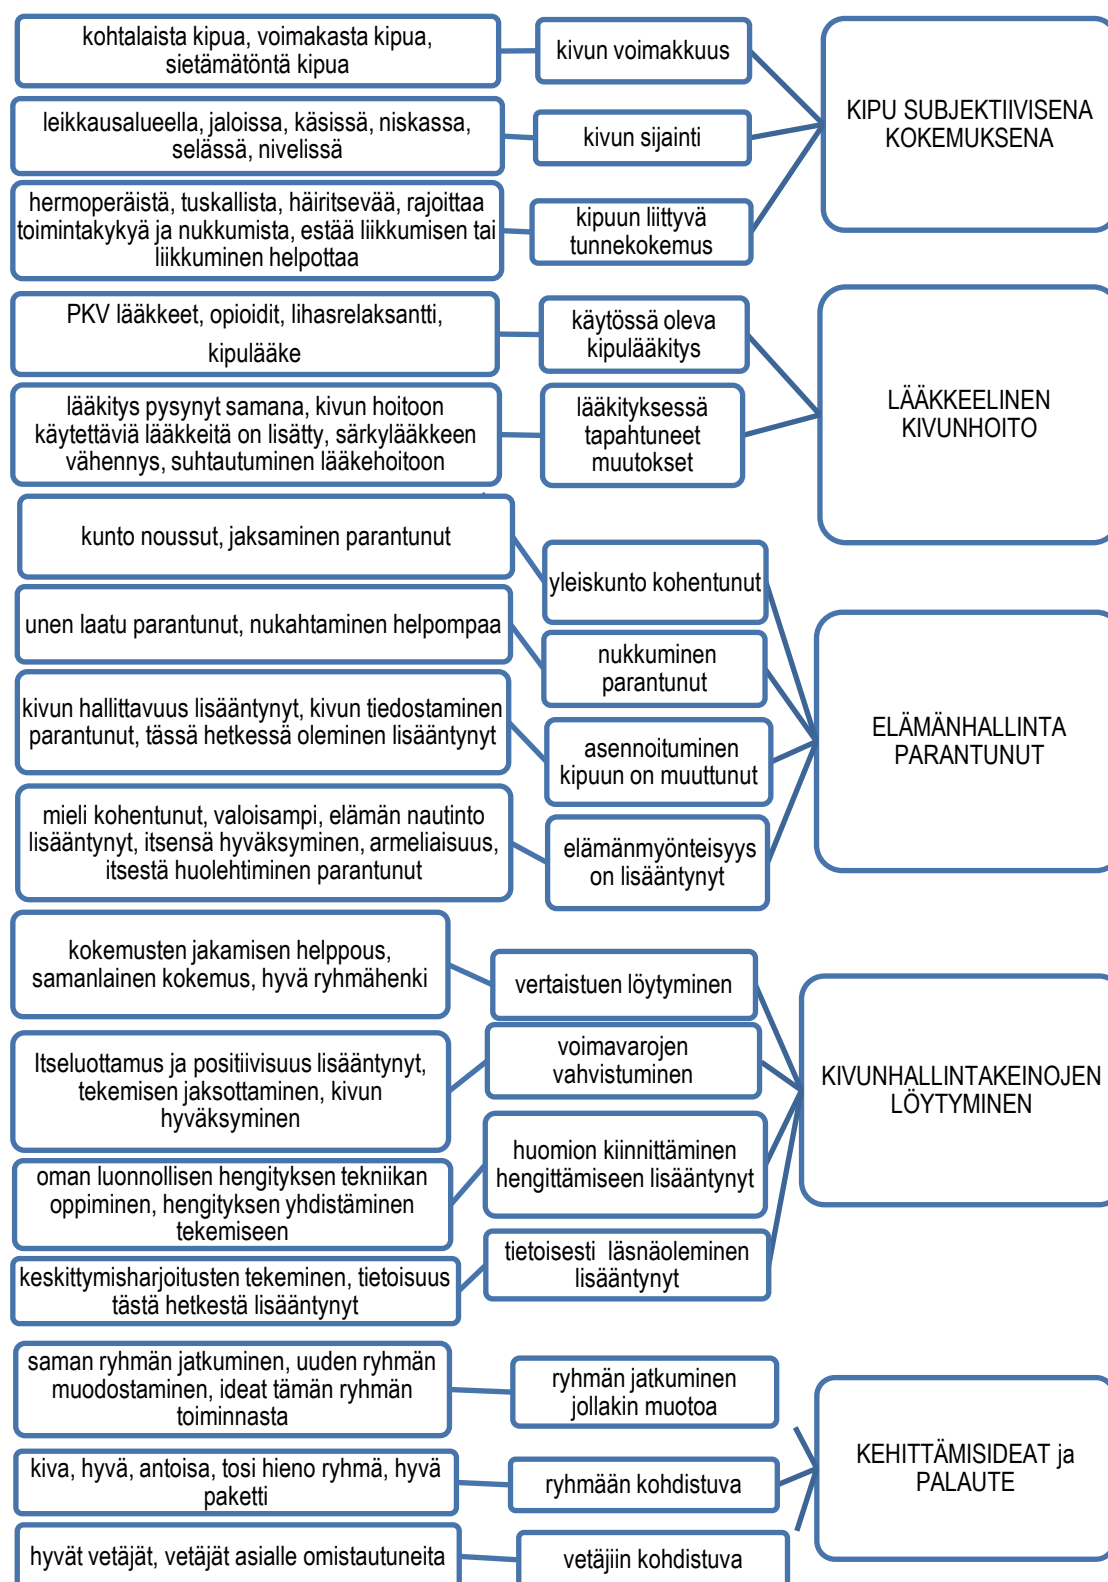 kohtalaista kipua, voimakasta kipua,
sietämätöntä kipua
kivun voimakkuus
leikkausalueella, jaloissa, käsissä, niskassa,
selässä, nivelissä
kivun sijainti
hermoperäistä, tuskallista, häiritsevää, rajoittaa
toimintakykyä ja nukkumista, estää liikkumisen tai
liikkuminen helpottaa
kipuun liittyvä
tunnekokemus
KIPU SUBJEKTIIVISENA
KOKEMUKSENA
PKV lääkkeet, opioidit, lihasrelaksantti,
kipulääke
käytössä oleva
kipulääkitys
lääkitys pysynyt samana, kivun hoitoon
käytettäviä lääkkeitä on lisätty, särkylääkkeen
vähennys, suhtautuminen lääkehoitoon
lääkityksessä
tapahtuneet
muutokset
LÄÄKKEELINEN
KIVUNHOITO
kunto noussut, jaksaminen parantunut
yleiskunto kohentunut
unen laatu parantunut, nukahtaminen helpompaa
nukkuminen
parantunut
kivun hallittavuus lisääntynyt, kivun tiedostaminen
parantunut, tässä hetkessä oleminen lisääntynyt
asennoituminen
kipuun on muuttunut
mieli kohentunut, valoisampi, elämän nautinto
lisääntynyt, itsensä hyväksyminen, armeliaisuus,
itsestä huolehtiminen parantunut
elämänmyönteisyys
on lisääntynyt
ELÄMÄNHALLINTA
PARANTUNUT
kokemusten jakamisen helppous,
samanlainen kokemus, hyvä ryhmähenki
vertaistuen löytyminen
Itseluottamus ja positiivisuus lisääntynyt,
tekemisen jaksottaminen, kivun
hyväksyminen
voimavarojen
vahvistuminen
oman luonnollisen hengityksen tekniikan
oppiminen, hengityksen yhdistäminen
tekemiseen
huomion kiinnittäminen
hengittämiseen lisääntynyt
keskittymisharjoitusten tekeminen, tietoisuus
tästä hetkestä lisääntynyt
tietoisesti läsnäoleminen
lisääntynyt
KIVUNHALLINTAKEINOJEN
LÖYTYMINEN
saman ryhmän jatkuminen, uuden ryhmän
muodostaminen, ideat tämän ryhmän
toiminnasta
ryhmän jatkuminen
jollakin muotoa
kiva, hyvä, antoisa, tosi hieno ryhmä, hyvä
paketti
ryhmään kohdistuva
hyvät vetäjät, vetäjät asialle omistautuneita
vetäjiin kohdistuva
KEHITTÄMISIDEAT ja
PALAUTE